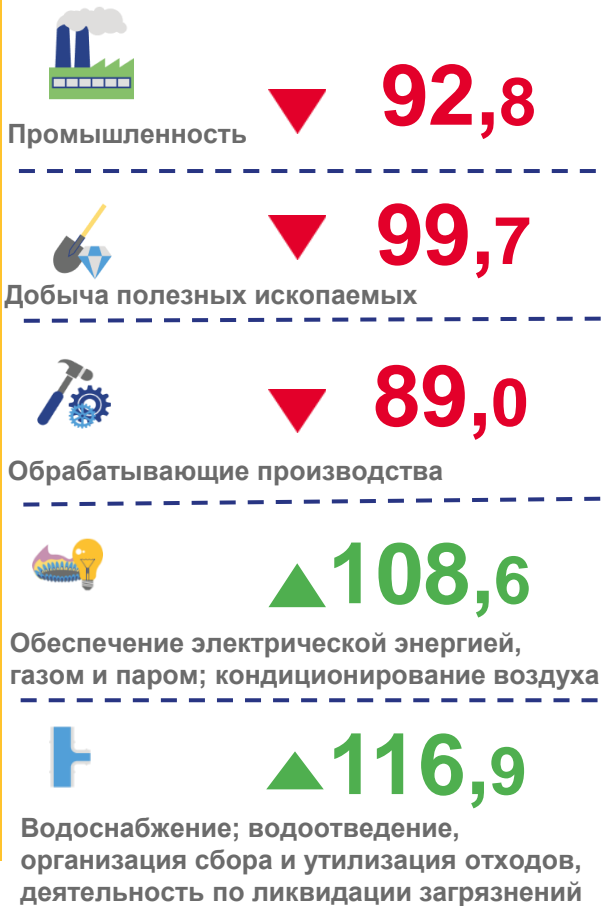 92,8
Промышленность
99,7
Добыча полезных ископаемых
89,0
Обрабатывающие производства
108,6
Обеспечение электрической энергией,
газом и паром; кондиционирование воздуха
116,9
Водоснабжение; водоотведение,
организация сбора и утилизация отходов,
деятельность по ликвидации загрязнений